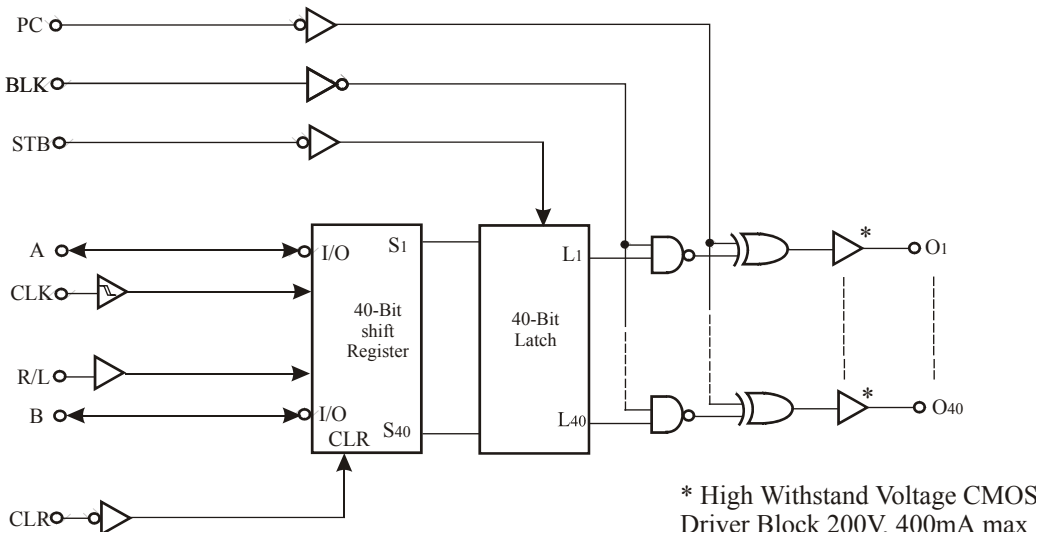 PC
BLK
STB
A
CLK
R/L
B
CLR
I/O
S1
40-Bit
shift
Register
I/O
S40
CLR
L1
40-Bit
Latch
L40
*
O1
*
O40
* High Withstand Voltage CMOS
Driver Block 200V, 400mA max